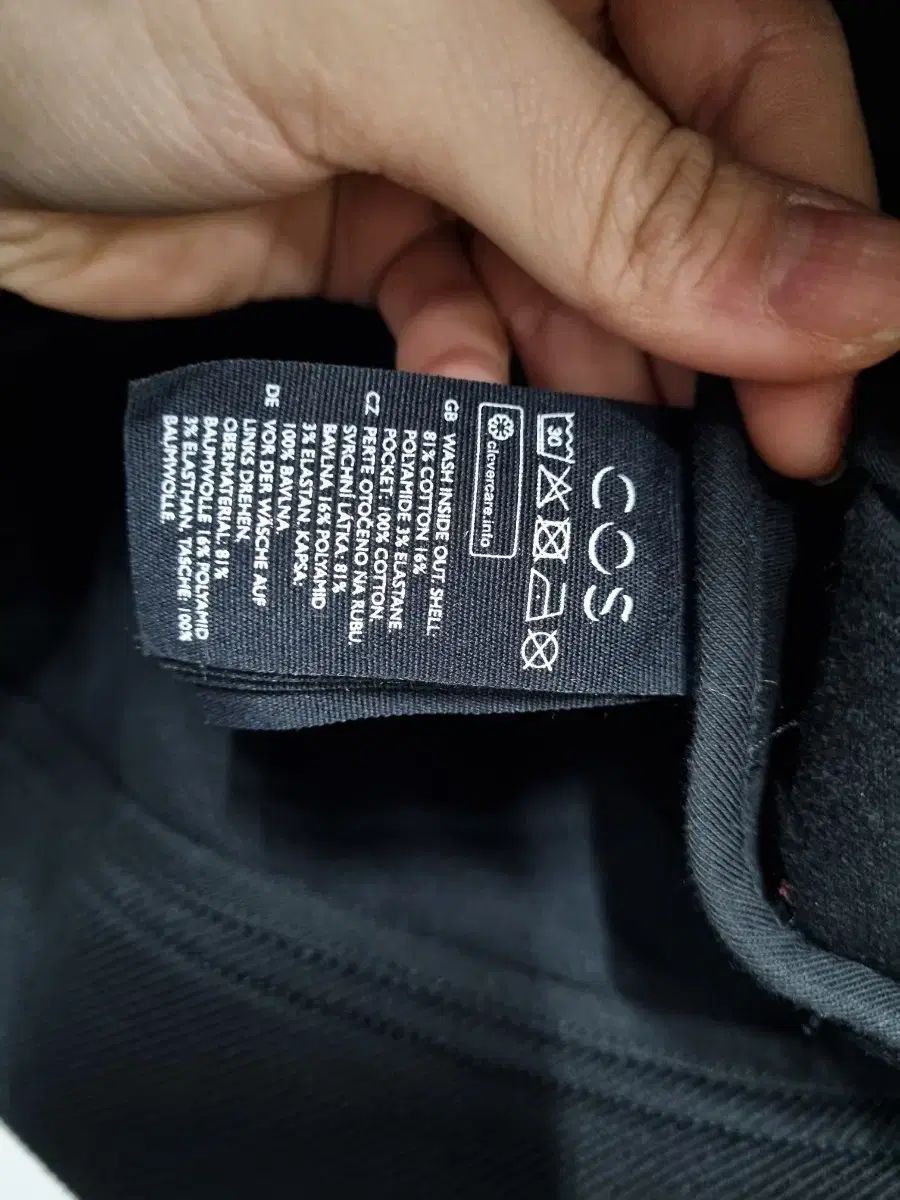 COS
30
clevercare.info
GB WASH INSIDE OUT. SHELL:
81% COTTON 16%
POLYAMIDE 3% ELASTANE.
POCKET: 100% COTTON.
CZ PERTE OTOČENO NA RUBU,
SVRCHNÍ LÁTKA: 81%
BAVLNA 16% POLYAMID
3% ELASTAN. KAPSA:
100% BAVLNA
DE VOR DER WÄSCHE AUF
LINKS DREHEN.
OBERMATERIAL: 81%
BAUMWOLLE 16% POLYAMID
3% ELASTHAN. TASCHE 100%
BAUMWOLLE.